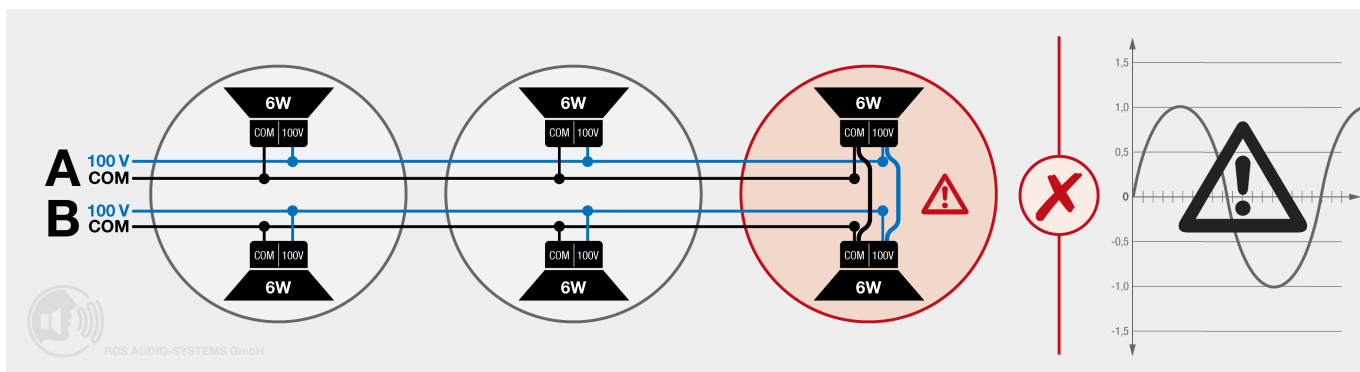 6W 6W 6W
COM 100V COM 100V COM 100V
A 100 V
COM
B 100 V
COM
COM 100V COM 100V COM 100V
6W 6W 6W
1,5
1,0
0,5
0
-0,5
-1,0
-1,5
RCS AUDIO-SYSTEMS GmbH